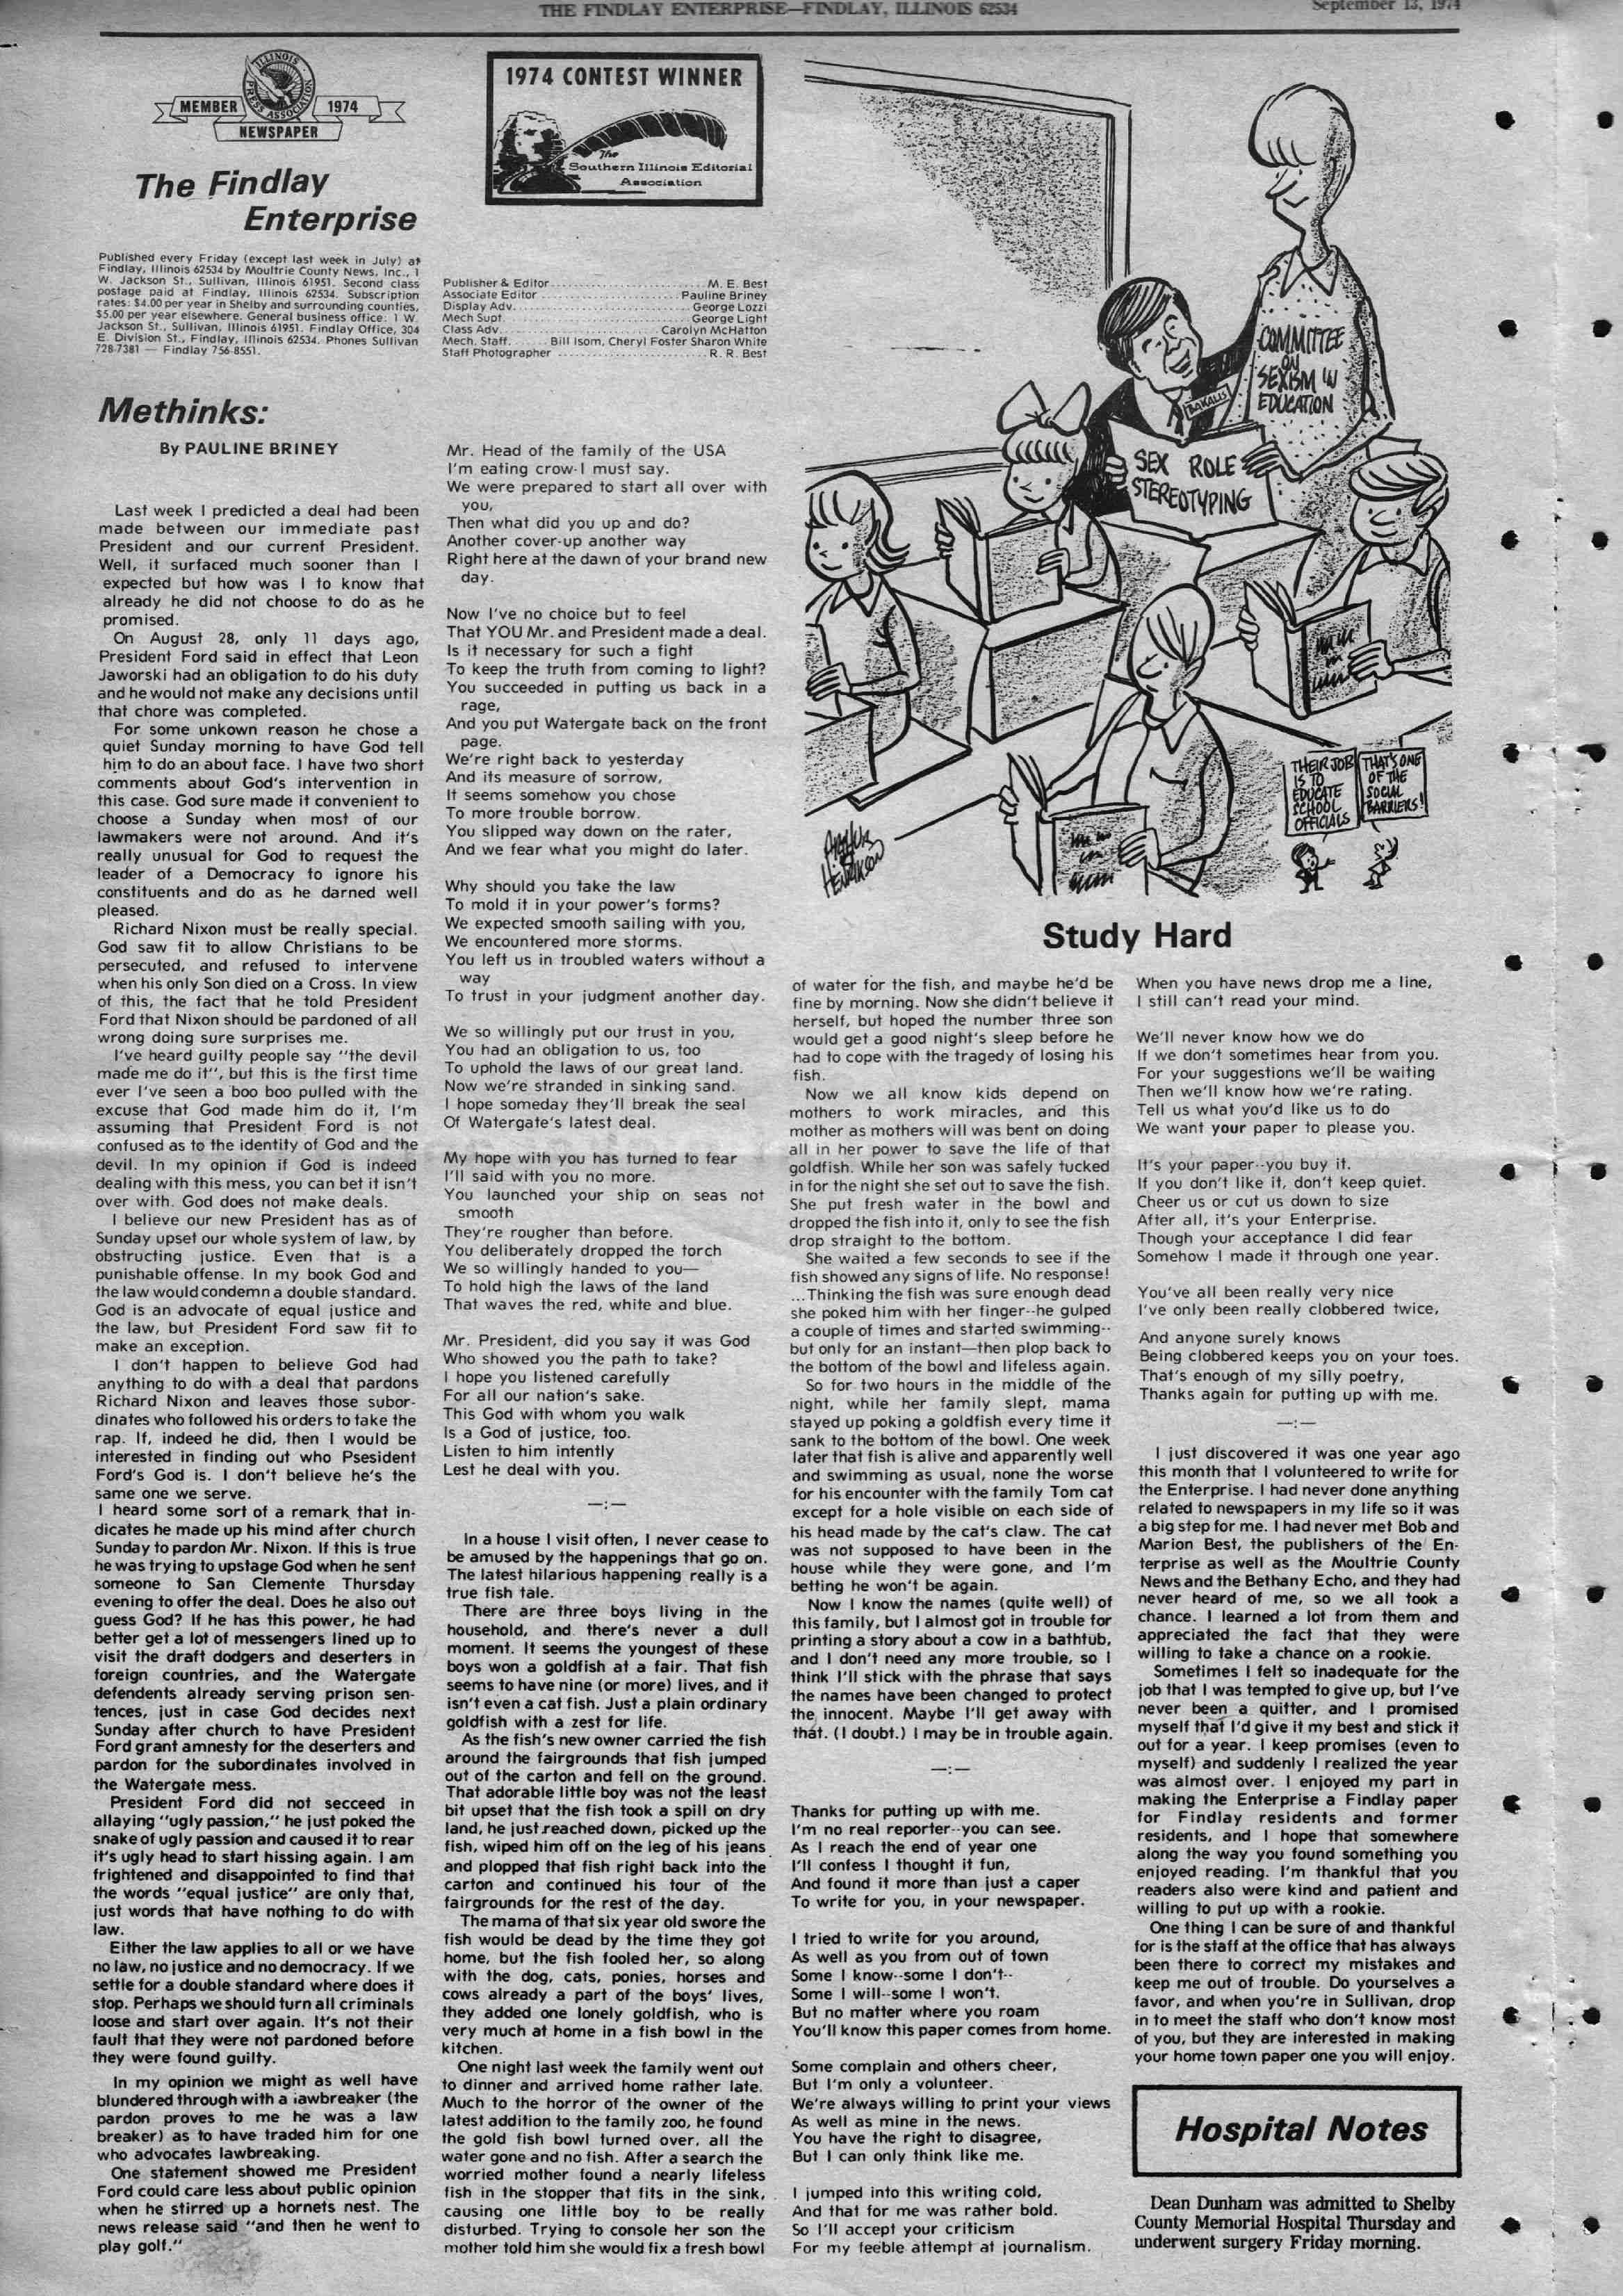 THE FINDLAY ENTERPRISE—FINDLAY, ILLINOIS 62534
September 13, 1974
ILLINOIS
PRESS ASSOCIATION
MEMBER 1974
NEWSPAPER
The Findlay
Enterprise
Published every Friday (except last week in July) at
Findlay, Illinois 62534 by Moultrie County News, Inc., 1
W. Jackson St., Sullivan, Illinois 61951. Second class
postage paid at Findlay, Illinois 62534. Subscription
rates: $4.00 per year in Shelby and surrounding counties,
$5.00 per year elsewhere. General business office: 1 W.
Jackson St., Sullivan, Illinois 61951. Findlay Office, 304
E. Division St., Findlay, Illinois 62534. Phones Sullivan
728-7381 — Findlay 756-8551.
1974 CONTEST WINNER
The
Southern Illinois Editorial
Association
Publisher & Editor M. E. Best
Associate Editor Pauline Briney
Display Adv. George Lozzi
Mech Supt. George Light
Class Adv. Carolyn McHatton
Mech. Staff. Bill Isom, Cheryl Foster Sharon White
Staff Photographer R. R. Best
Methinks:
By PAULINE BRINEY
Last week I predicted a deal had been
made between our immediate past
President and our current President.
Well, it surfaced much sooner than I
expected but how was I to know that
already he did not choose to do as he
promised.
On August 28, only 11 days ago,
President Ford said in effect that Leon
Jaworski had an obligation to do his duty
and he would not make any decisions until
that chore was completed.
For some unkown reason he chose a
quiet Sunday morning to have God tell
him to do an about face. I have two short
comments about God's intervention in
this case. God sure made it convenient to
choose a Sunday when most of our
lawmakers were not around. And it's
really unusual for God to request the
leader of a Democracy to ignore his
constituents and do as he darned well
pleased.
Richard Nixon must be really special.
God saw fit to allow Christians to be
persecuted, and refused to intervene
when his only Son died on a Cross. In view
of this, the fact that he told President
Ford that Nixon should be pardoned of all
wrong doing sure surprises me.
I've heard guilty people say "the devil
made me do it", but this is the first time
ever I've seen a boo boo pulled with the
excuse that God made him do it, I'm
assuming that President Ford is not
confused as to the identity of God and the
devil. In my opinion if God is indeed
dealing with this mess, you can bet it isn't
over with. God does not make deals.
I believe our new President has as of
Sunday upset our whole system of law, by
obstructing justice. Even that is a
punishable offense. In my book God and
the law would condemn a double standard.
God is an advocate of equal justice and
the law, but President Ford saw fit to
make an exception.
I don't happen to believe God had
anything to do with a deal that pardons
Richard Nixon and leaves those subor-
dinates who followed his orders to take the
rap. If, indeed he did, then I would be
interested in finding out who Psesident
Ford's God is. I don't believe he's the
same one we serve.
I heard some sort of a remark that in-
dicates he made up his mind after church
Sunday to pardon Mr. Nixon. If this is true
he was trying to upstage God when he sent
someone to San Clemente Thursday
evening to offer the deal. Does he also out
guess God? If he has this power, he had
better get a lot of messengers lined up to
visit the draft dodgers and deserters in
foreign countries, and the Watergate
defendents already serving prison sen-
tences, just in case God decides next
Sunday after church to have President
Ford grant amnesty for the deserters and
pardon for the subordinates involved in
the Watergate mess.
President Ford did not secceed in
allaying "ugly passion," he just poked the
snake of ugly passion and caused it to rear
it's ugly head to start hissing again. I am
frightened and disappointed to find that
the words "equal justice" are only that,
just words that have nothing to do with
law.
Either the law applies to all or we have
no law, no justice and no democracy. If we
settle for a double standard where does it
stop. Perhaps we should turn all criminals
loose and start over again. It's not their
fault that they were not pardoned before
they were found guilty.
In my opinion we might as well have
blundered through with a jawbreaker (the
pardon proves to me he was a law
breaker) as to have traded him for one
who advocates lawbreaking.
One statement showed me President
Ford could care less about public opinion
when he stirred up a hornets nest. The
news release said "and then he went to
play golf."
Mr. Head of the family of the USA
I'm eating crow-I must say.
We were prepared to start all over with
you,
Then what did you up and do?
Another cover-up another way
Right here at the dawn of your brand new
day.
Now I've no choice but to feel
That YOU Mr. and President made a deal.
Is it necessary for such a fight
To keep the truth from coming to light?
You succeeded in putting us back in a
rage,
And you put Watergate back on the front
page.
We're right back to yesterday
And its measure of sorrow,
It seems somehow you chose
To more trouble borrow.
You slipped way down on the rater,
And we fear what you might do later.
Why should you take the law
To mold it in your power's forms?
We expected smooth sailing with you,
We encountered more storms.
You left us in troubled waters without a
way
To trust in your judgment another day.
We so willingly put our trust in you,
You had an obligation to us, too
To uphold the laws of our great land.
Now we're stranded in sinking sand.
I hope someday they'll break the seal
Of Watergate's latest deal.
My hope with you has turned to fear
I'll said with you no more.
You launched your ship on seas not
smooth
They're rougher than before.
You deliberately dropped the torch
We so willingly handed to you—
To hold high the laws of the land
That waves the red, white and blue.
Mr. President, did you say it was God
Who showed you the path to take?
I hope you listened carefully
For all our nation's sake.
This God with whom you walk
Is a God of justice, too.
Listen to him intently
Lest he deal with you.
—:—
In a house I visit often, I never cease to
be amused by the happenings that go on.
The latest hilarious happening really is a
true fish tale.
There are three boys living in the
household, and there's never a dull
moment. It seems the youngest of these
boys won a goldfish at a fair. That fish
seems to have nine (or more) lives, and it
isn't even a cat fish. Just a plain ordinary
goldfish with a zest for life.
As the fish's new owner carried the fish
around the fairgrounds that fish jumped
out of the carton and fell on the ground.
That adorable little boy was not the least
bit upset that the fish took a spill on dry
land, he just reached down, picked up the
fish, wiped him off on the leg of his jeans
and plopped that fish right back into the
carton and continued his tour of the
fairgrounds for the rest of the day.
The mama of that six year old swore the
fish would be dead by the time they got
home, but the fish fooled her, so along
with the dog, cats, ponies, horses and
cows already a part of the boys' lives,
they added one lonely goldfish, who is
very much at home in a fish bowl in the
kitchen.
One night last week the family went out
to dinner and arrived home rather late.
Much to the horror of the owner of the
latest addition to the family zoo, he found
the gold fish bowl turned over, all the
water gone and no fish. After a search the
worried mother found a nearly lifeless
fish in the stopper that fits in the sink,
causing one little boy to be really
disturbed. Trying to console her son the
mother told him she would fix a fresh bowl
COMMITTEE
ON
SEXISM IN
EDUCATION
BAKALIS
SEX ROLE
STEREOTYPING
THEIR JOB
IS TO
EDUCATE
SCHOOL
OFFICIALS
THAT'S ONE
OF THE
SOCIAL
BARRIERS!
ARTHUR
HENRIKSON
Study Hard
of water for the fish, and maybe he'd be
fine by morning. Now she didn't believe it
herself, but hoped the number three son
would get a good night's sleep before he
had to cope with the tragedy of losing his
fish.
Now we all know kids depend on
mothers to work miracles, and this
mother as mothers will was bent on doing
all in her power to save the life of that
goldfish. While her son was safely tucked
in for the night she set out to save the fish.
She put fresh water in the bowl and
dropped the fish into it, only to see the fish
drop straight to the bottom.
She waited a few seconds to see if the
fish showed any signs of life. No response!
...Thinking the fish was sure enough dead
she poked him with her finger--he gulped
a couple of times and started swimming--
but only for an instant—then plop back to
the bottom of the bowl and lifeless again.
So for two hours in the middle of the
night, while her family slept, mama
stayed up poking a goldfish every time it
sank to the bottom of the bowl. One week
later that fish is alive and apparently well
and swimming as usual, none the worse
for his encounter with the family Tom cat
except for a hole visible on each side of
his head made by the cat's claw. The cat
was not supposed to have been in the
house while they were gone, and I'm
betting he won't be again.
Now I know the names (quite well) of
this family, but I almost got in trouble for
printing a story about a cow in a bathtub,
and I don't need any more trouble, so I
think I'll stick with the phrase that says
the names have been changed to protect
the innocent. Maybe I'll get away with
that. (I doubt.) I may be in trouble again.
—:—
Thanks for putting up with me.
I'm no real reporter--you can see.
As I reach the end of year one
I'll confess I thought it fun,
And found it more than just a caper
To write for you, in your newspaper.
I tried to write for you around,
As well as you from out of town
Some I know--some I don't--
Some I will--some I won't.
But no matter where you roam
You'll know this paper comes from home.
Some complain and others cheer,
But I'm only a volunteer.
We're always willing to print your views
As well as mine in the news.
You have the right to disagree,
But I can only think like me.
I jumped into this writing cold,
And that for me was rather bold.
So I'll accept your criticism
For my feeble attempt at journalism.
When you have news drop me a line,
I still can't read your mind.
We'll never know how we do
If we don't sometimes hear from you.
For your suggestions we'll be waiting
Then we'll know how we're rating.
Tell us what you'd like us to do
We want your paper to please you.
It's your paper--you buy it.
If you don't like it, don't keep quiet.
Cheer us or cut us down to size
After all, it's your Enterprise.
Though your acceptance I did fear
Somehow I made it through one year.
You've all been really very nice
I've only been really clobbered twice,
And anyone surely knows
Being clobbered keeps you on your toes.
That's enough of my silly poetry,
Thanks again for putting up with me.
—:—
I just discovered it was one year ago
this month that I volunteered to write for
the Enterprise. I had never done anything
related to newspapers in my life so it was
a big step for me. I had never met Bob and
Marion Best, the publishers of the En-
terprise as well as the Moultrie County
News and the Bethany Echo, and they had
never heard of me, so we all took a
chance. I learned a lot from them and
appreciated the fact that they were
willing to take a chance on a rookie.
Sometimes I felt so inadequate for the
job that I was tempted to give up, but I've
never been a quitter, and I promised
myself that I'd give it my best and stick it
out for a year. I keep promises (even to
myself) and suddenly I realized the year
was almost over. I enjoyed my part in
making the Enterprise a Findlay paper
for Findlay residents and former
residents, and I hope that somewhere
along the way you found something you
enjoyed reading. I'm thankful that you
readers also were kind and patient and
willing to put up with a rookie.
One thing I can be sure of and thankful
for is the staff at the office that has always
been there to correct my mistakes and
keep me out of trouble. Do yourselves a
favor, and when you're in Sullivan, drop
in to meet the staff who don't know most
of you, but they are interested in making
your home town paper one you will enjoy.
Hospital Notes
Dean Dunham was admitted to Shelby
County Memorial Hospital Thursday and
underwent surgery Friday morning.